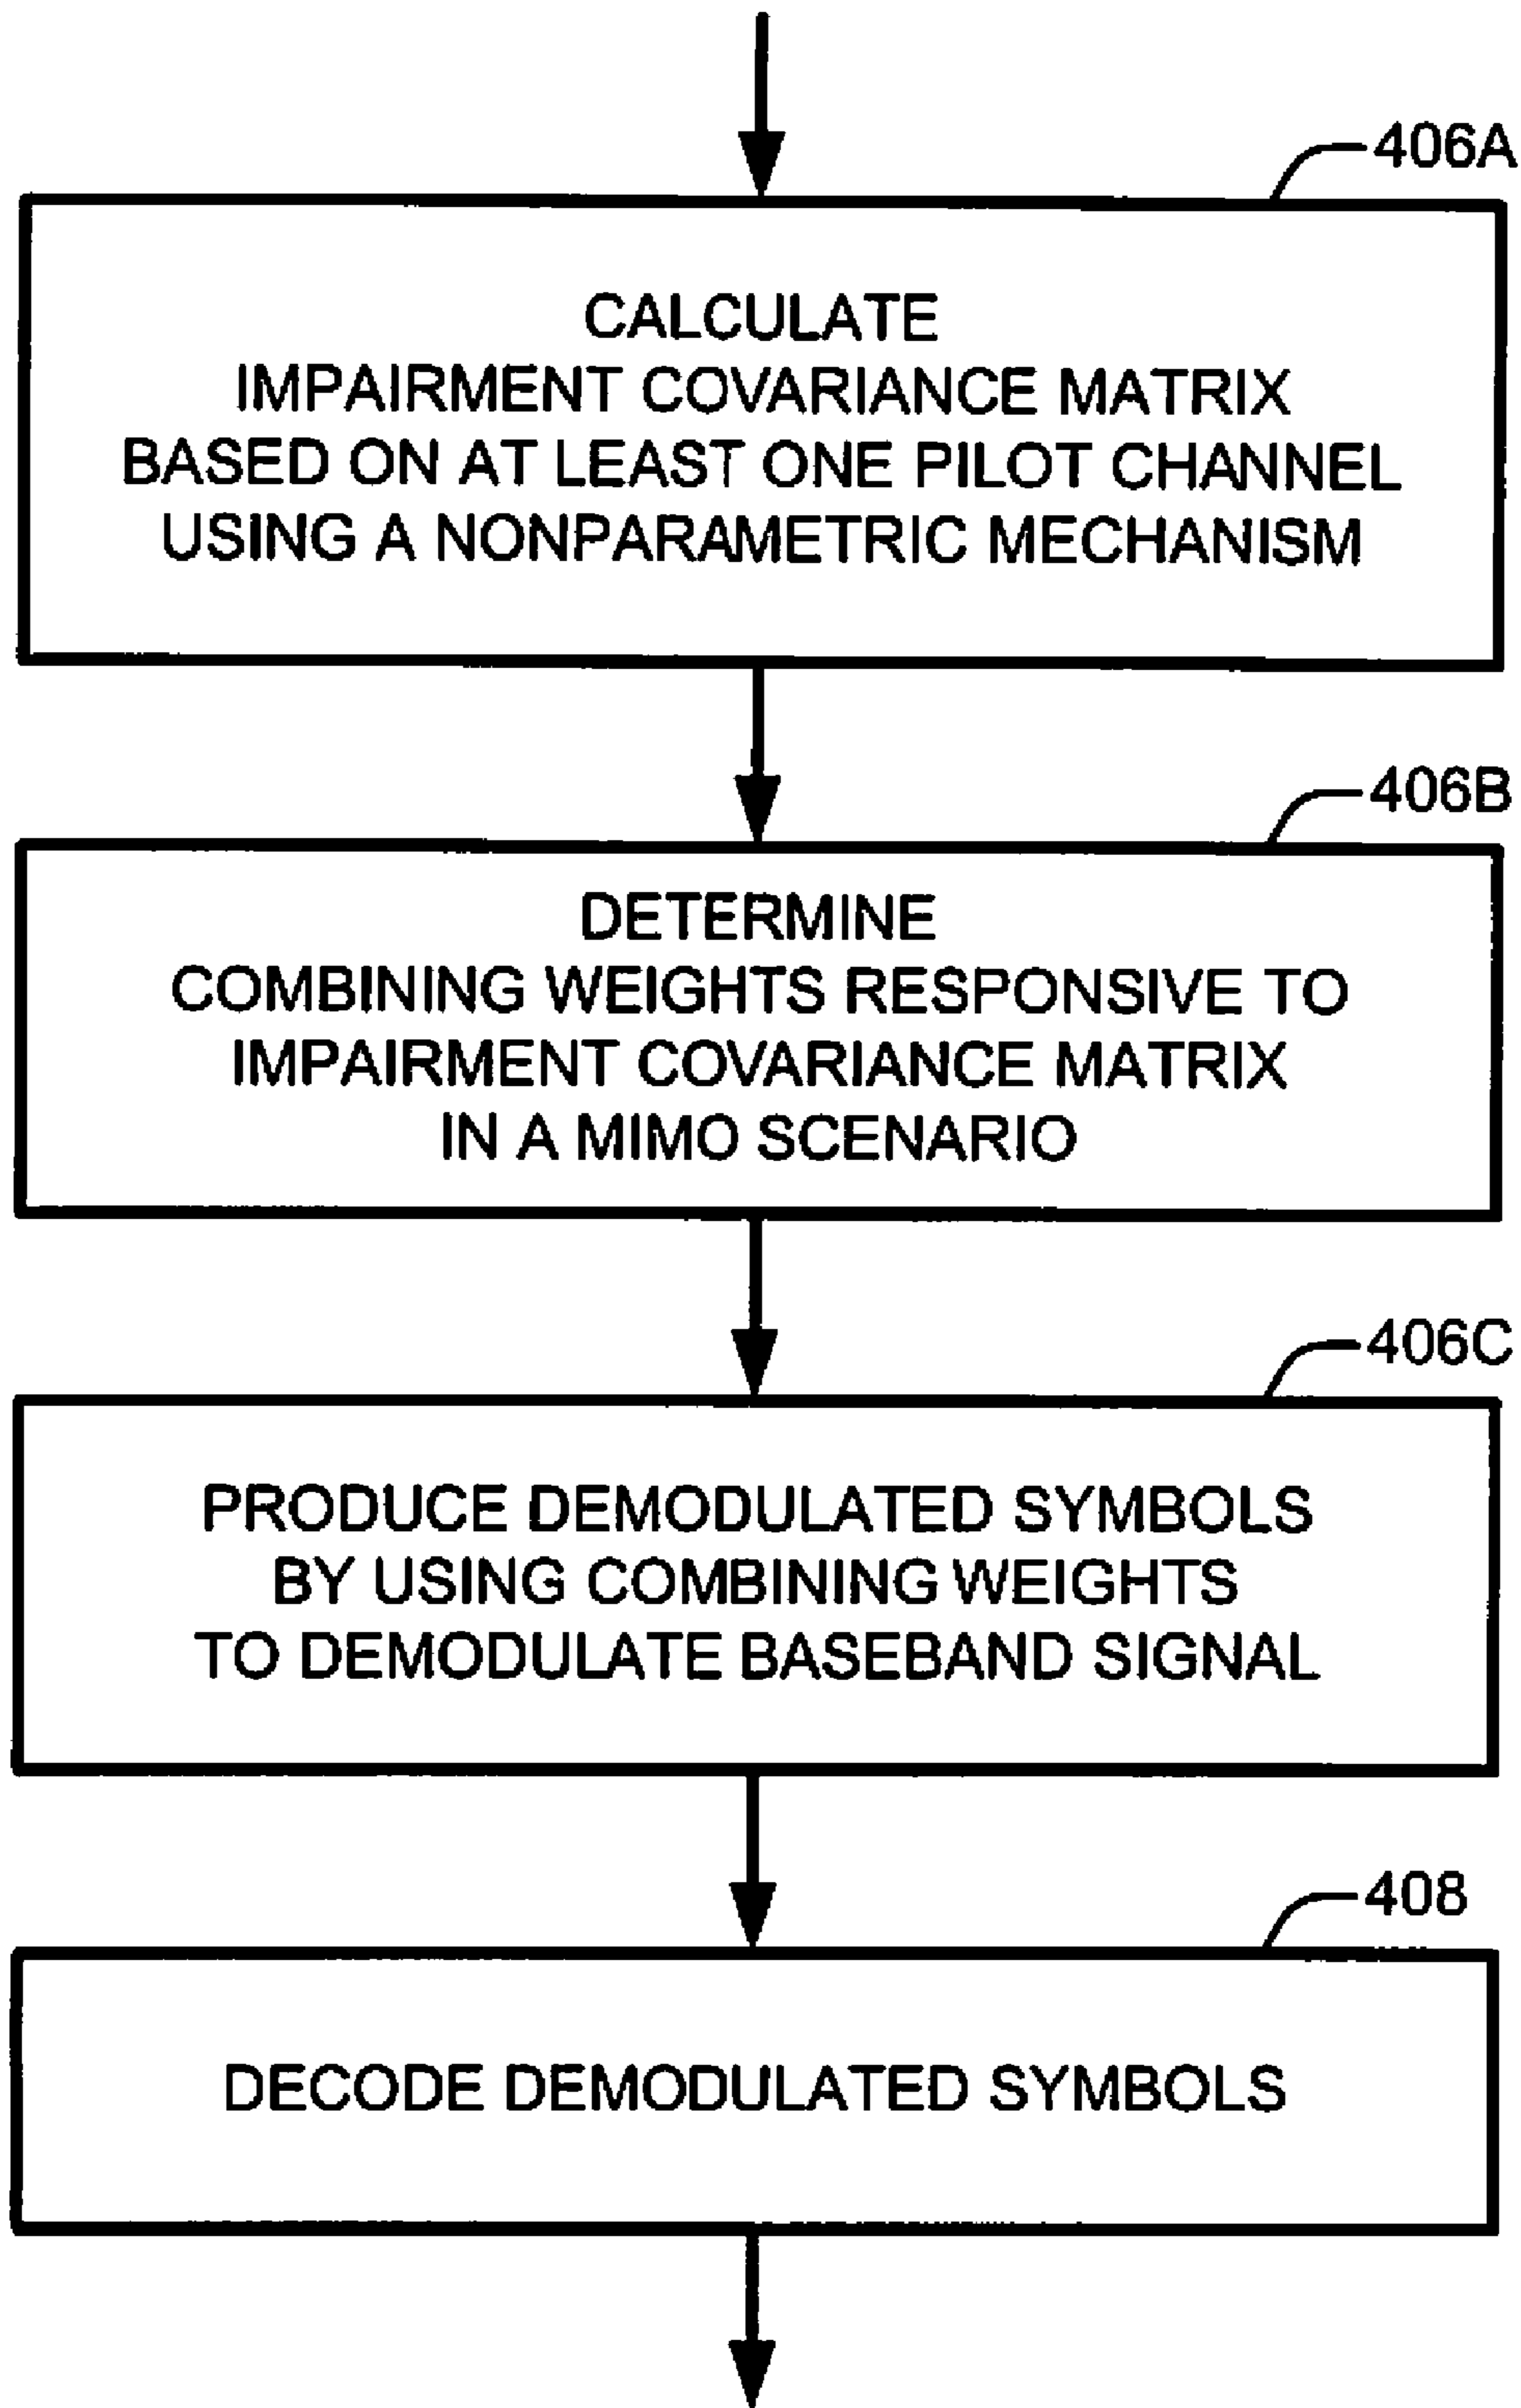 406A
CALCULATE
IMPAIRMENT COVARIANCE MATRIX
BASED ON AT LEAST ONE PILOT CHANNEL
USING A NONPARAMETRIC MECHANISM
406B
DETERMINE
COMBINING WEIGHTS RESPONSIVE TO
IMPAIRMENT COVARIANCE MATRIX
IN A MIMO SCENARIO
406C
PRODUCE DEMODULATED SYMBOLS
BY USING COMBINING WEIGHTS
TO DEMODULATE BASEBAND SIGNAL
408
DECODE DEMODULATED SYMBOLS